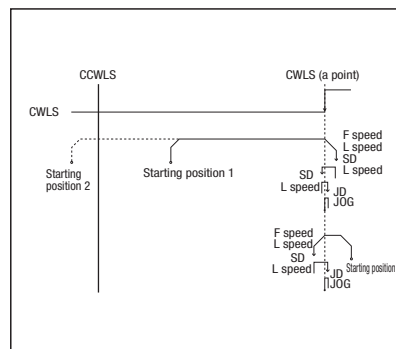 CCWLS
CWLS (a point)
CWLS
F speed
L speed
SD
L speed
Starting
position 2
Starting position 1
SD
L speed
JD
JOG
F speed
L speed
SD
L speed
Starting position
JD
JOG